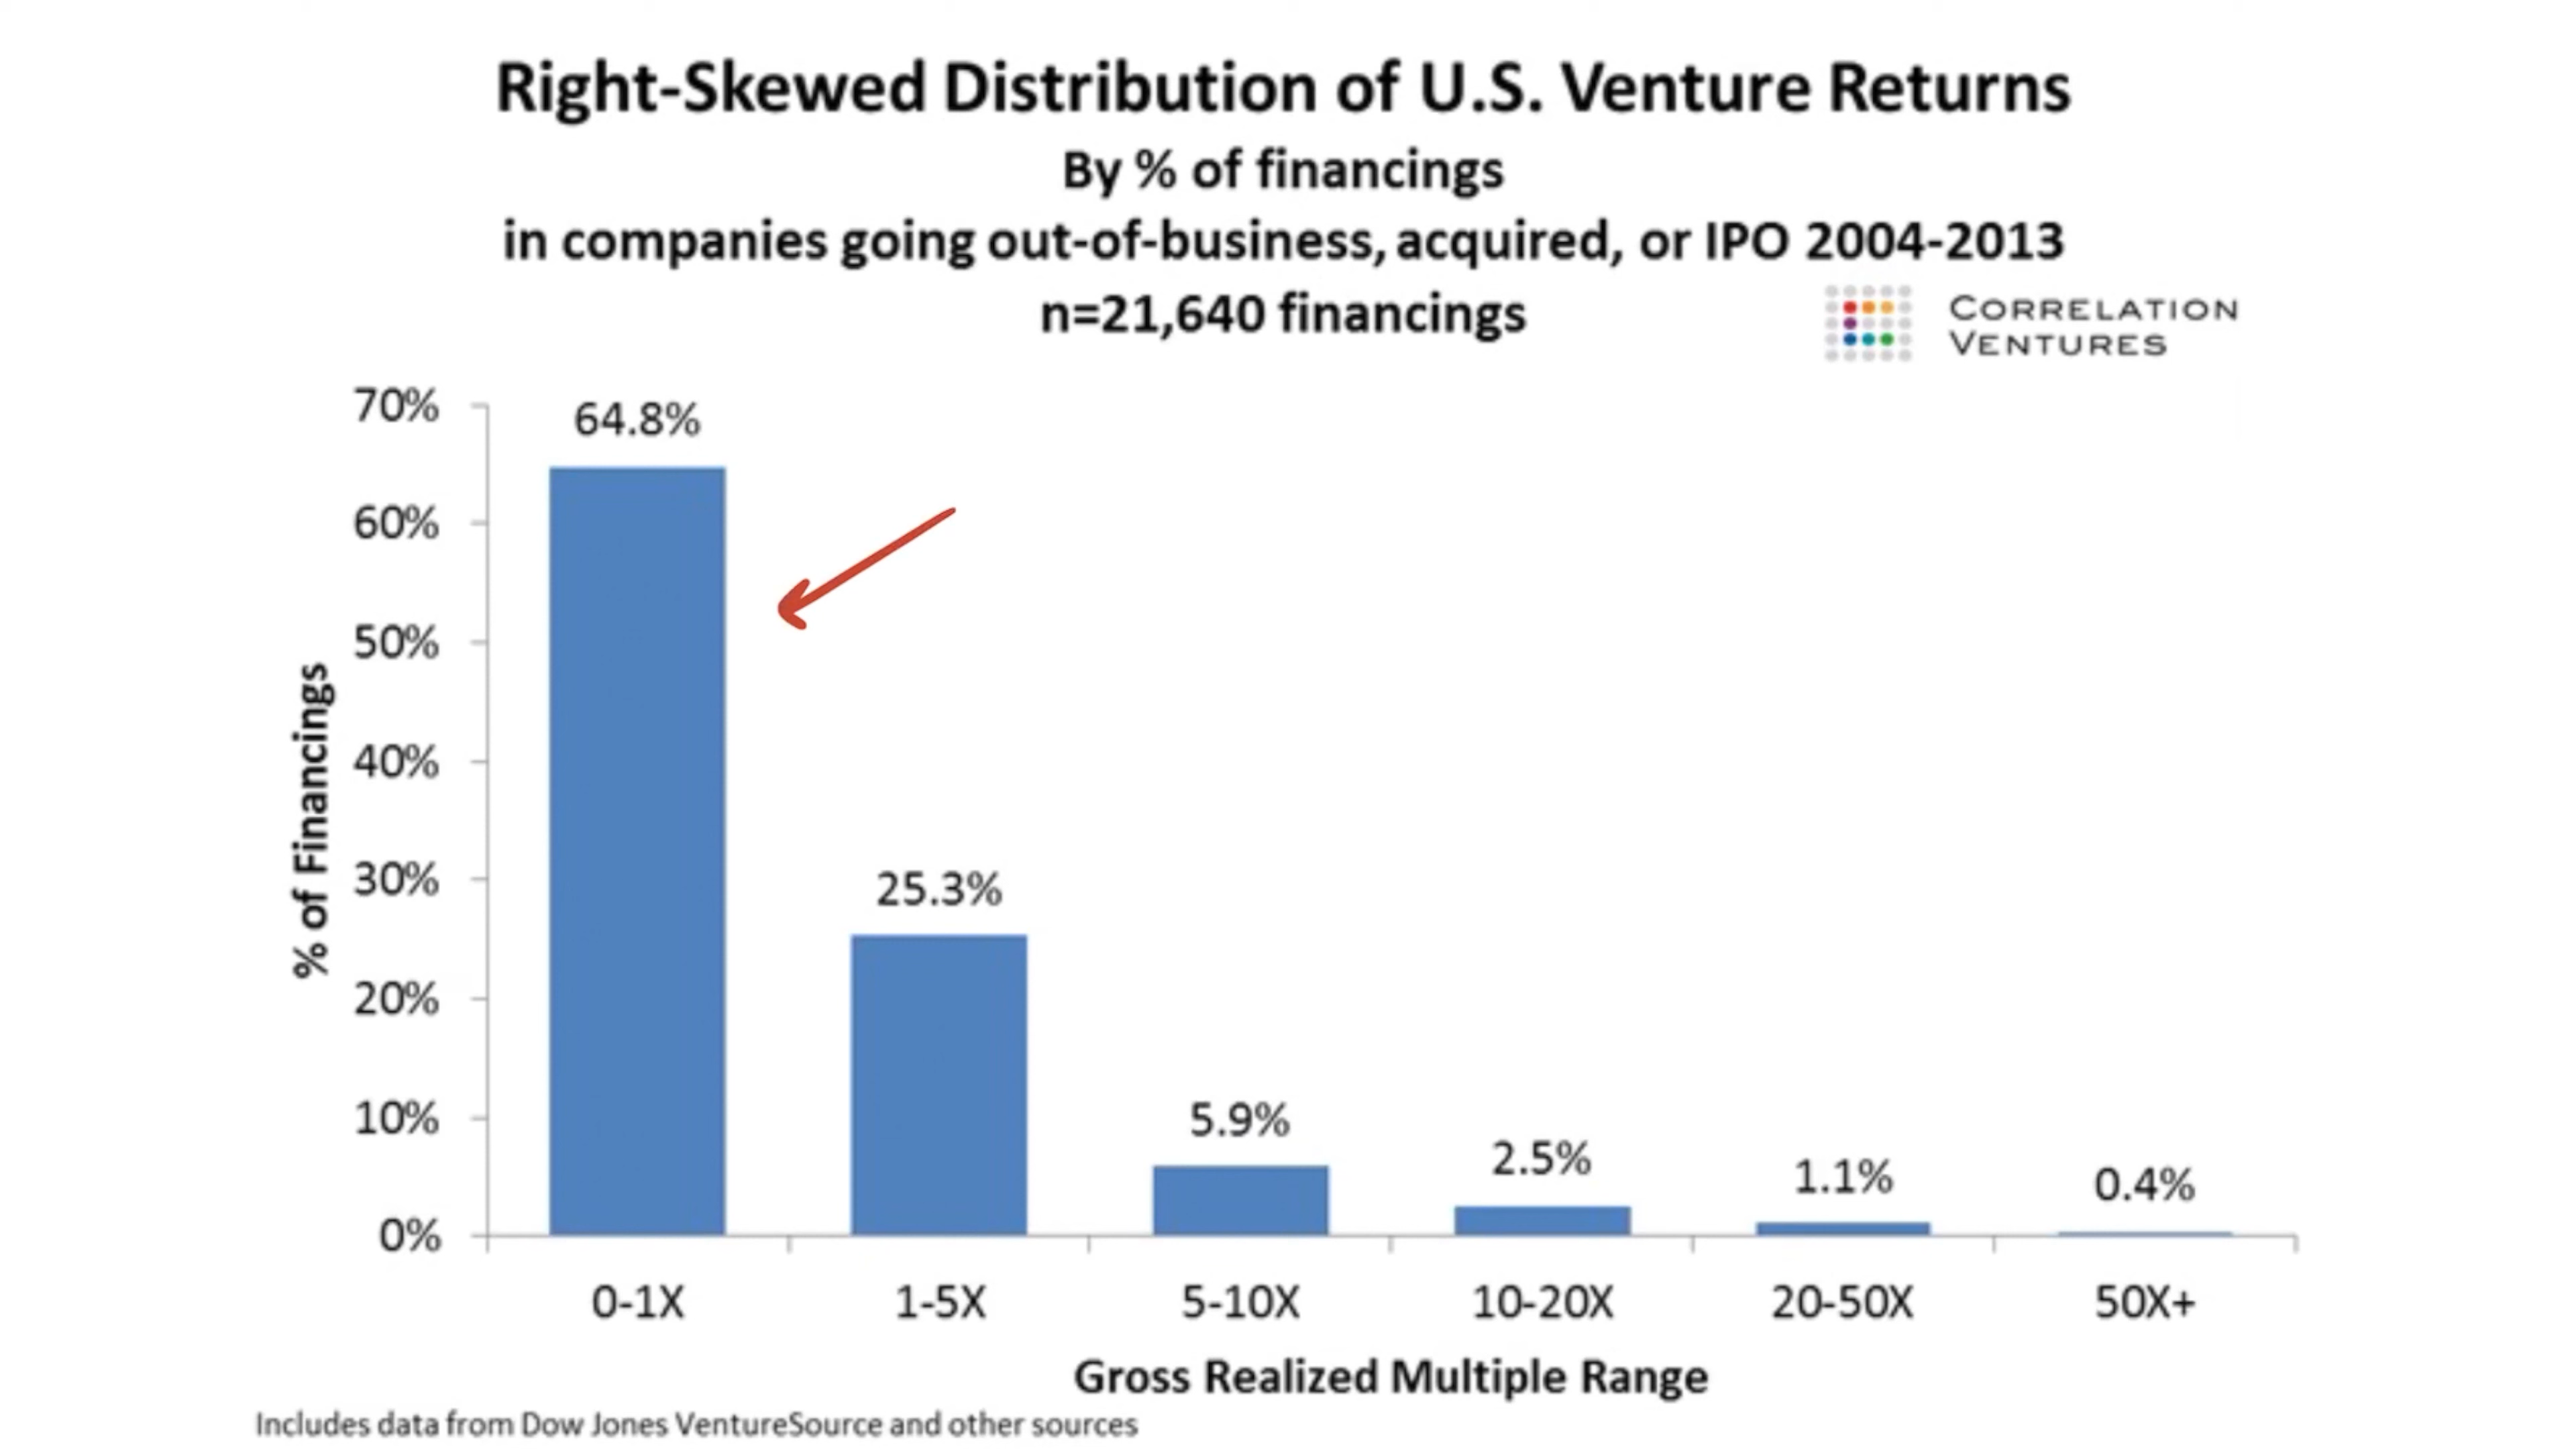 Right-Skewed Distribution of U.S. Venture Returns
By % of financings
in companies going out-of-business, acquired, or IPO 2004-2013
n=21,640 financings
CORRELATION
VENTURES
70%
60%
50%
40%
30%
20%
10%
0%
% of Financings
64.8%
25.3%
5.9%
2.5%
1.1%
0.4%
0-1X
1-5X
5-10X
10-20X
20-50X
50X+
Gross Realized Multiple Range
Includes data from Dow Jones VentureSource and other sources